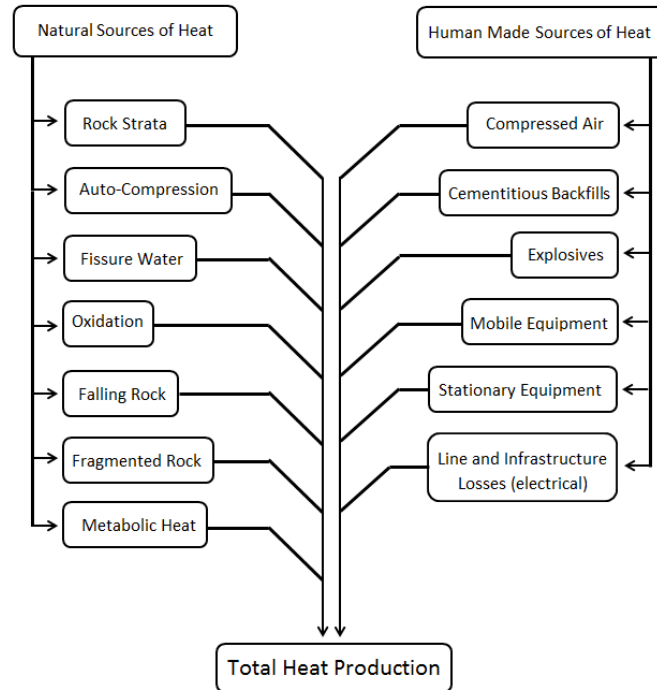 Natural Sources of Heat
Human Made Sources of Heat
Rock Strata
Auto-Compression
Fissure Water
Oxidation
Falling Rock
Fragmented Rock
Metabolic Heat
Compressed Air
Cementitious Backfills
Explosives
Mobile Equipment
Stationary Equipment
Line and Infrastructure
Losses (electrical)
Total Heat Production